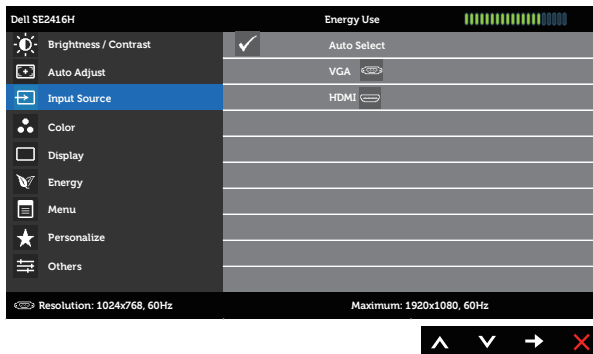 Dell SE2416H Energy Use
Brightness / Contrast Auto Select
Auto Adjust VGA
Input Source HDMI
Color
Display
Energy
Menu
Personalize
Others
Resolution: 1024x768, 60Hz Maximum: 1920x1080, 60Hz